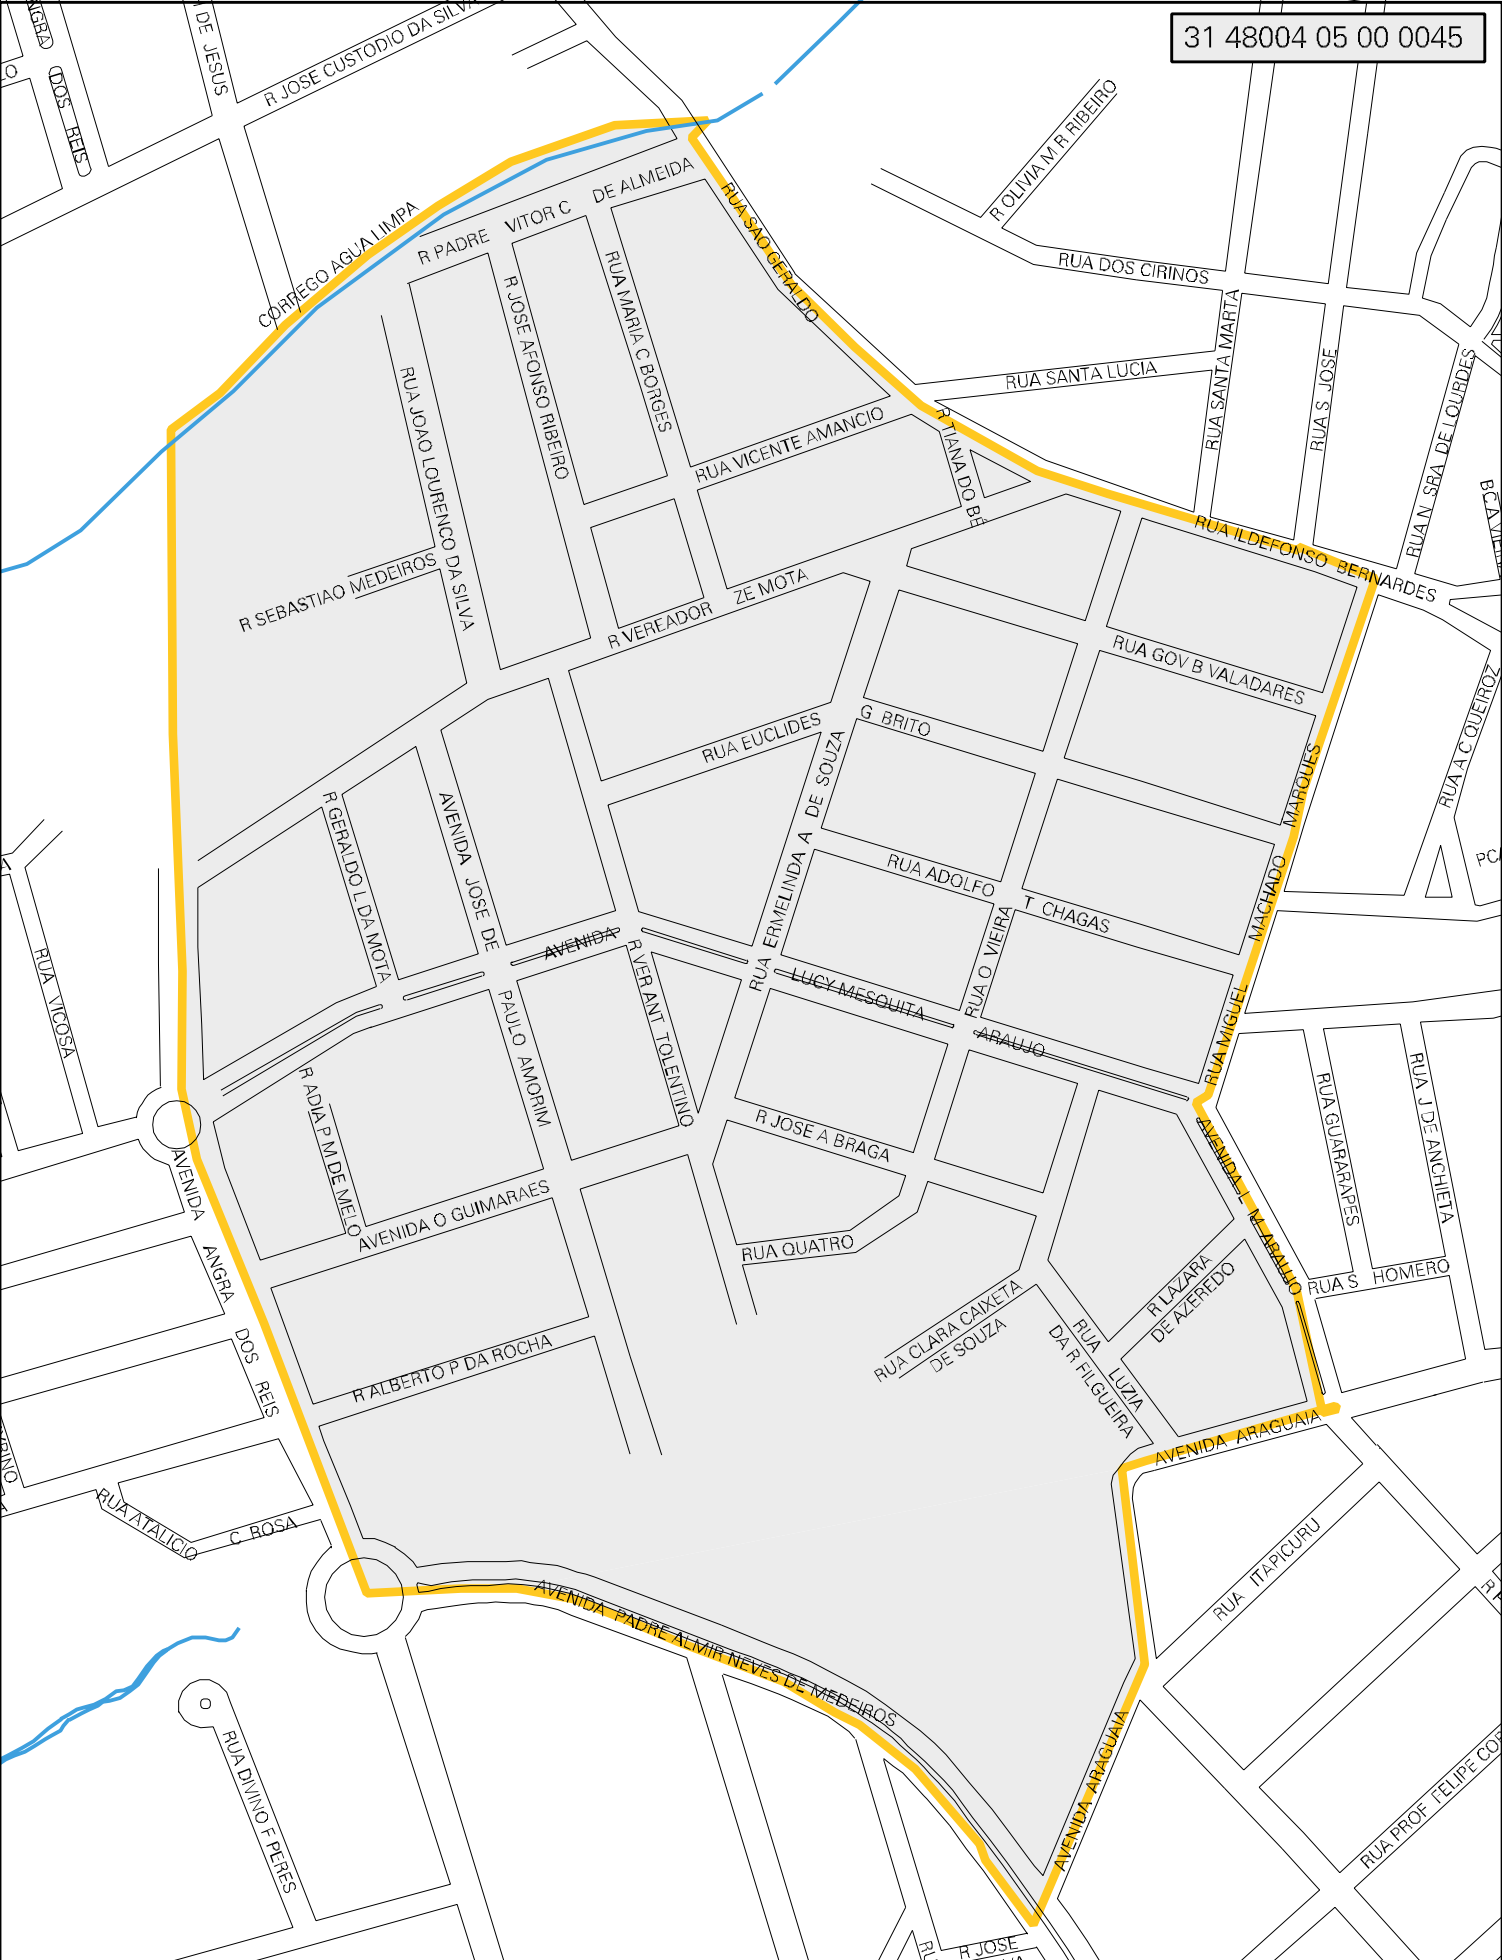 31 48004 05 00 0045
ANGRA DOS REIS
DE JESUS
R JOSE CUSTODIO DA SILVA
R OLIVIA M R RIBEIRO
CORREGO AGUA LIMPA
R PADRE VITOR C DE ALMEIDA
RUA SAO GERALDO
RUA DOS CIRINOS
R JOSE AFONSO RIBEIRO
RUA MARIA C BORGES
RUA SANTA MARTA
RUA S JOSE
RUA SANTA LUCIA
RUA N SRA DE LOURDES
RUA JOAO LOURENCO DA SILVA
RUA VICENTE AMANCIO
R TIANA DO BE
RUA ILDEFONSO BERNARDES
R SEBASTIAO MEDEIROS
R VEREADOR ZE MOTA
RUA GOV B VALADARES
RUA A C QUEIROZ
RUA EUCLIDES G BRITO
RUA ERMELINDA A DE SOUZA
RUA MIGUEL MACHADO MARQUES
R GERALDO L DA MOTA
AVENIDA JOSE DE PAULO AMORIM
RUA ADOLFO T CHAGAS
RUA O VIEIRA
RUA VICOSA
AVENIDA LUCY MESQUITA ARAUJO
R VER ANT TOLENTINO
R ADIA P M DE MELO
RUA GUARARAPES
RUA J DE ANCHIETA
R JOSE A BRAGA
AVENIDA L M ARAUJO
AVENIDA O GUIMARAES
RUA QUATRO
AVENIDA ANGRA DOS REIS
R LAZARA
DE AZEREDO
RUA S HOMERO
RUA CLARA CAIXETA
DE SOUZA
RUA LUZIA
DA R FILGUEIRA
R ALBERTO P DA ROCHA
AVENIDA ARAGUAIA
RUA ATALICIO C ROSA
RUA ITAPICURU
AVENIDA PADRE ALMIR NEVES DE MEDEIROS
RUA DIVINO F PERES
AVENIDA ARAGUAIA
RUA PROF FELIPE COR
R JOSE